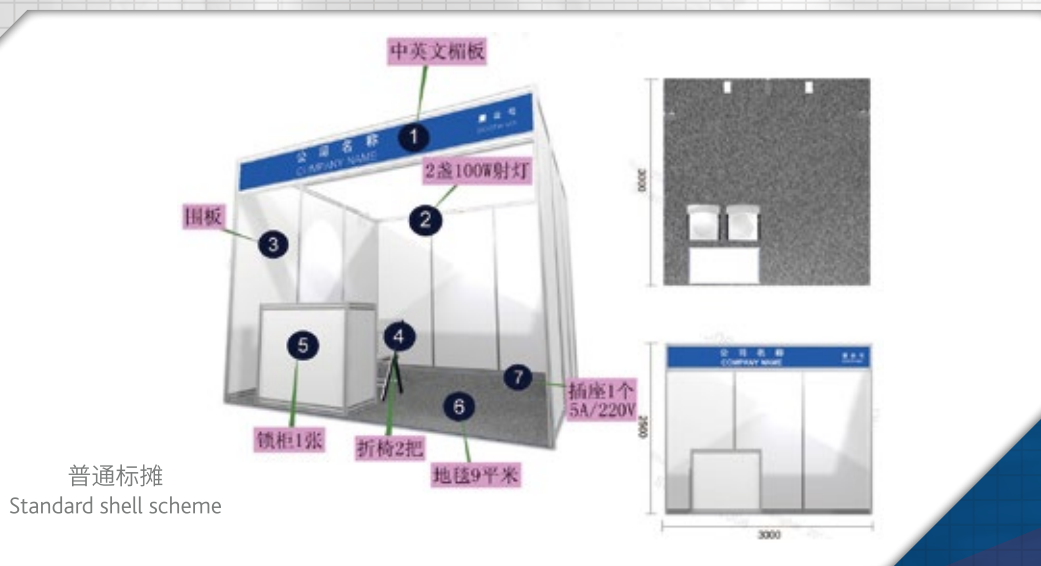 中英文楣板
公司名称
COMPANY NAME
1
2盏100W射灯
2
围板
3
4
5
6
7
插座1个
5A/220V
锁柜1张
折椅2把
地毯9平米
3000
公司名称
COMPANY NAME
2500
3000
普通标摊
Standard shell scheme